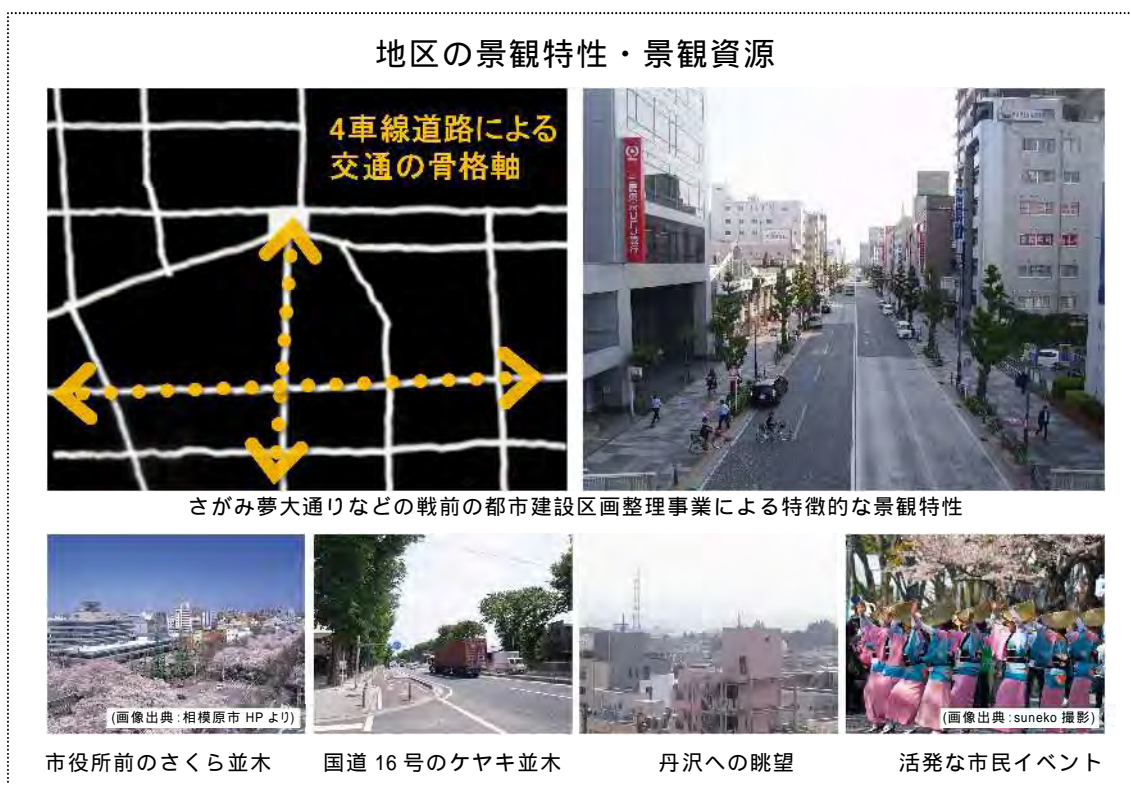 地区の景観特性・景観資源
4車線道路による
交通の骨格軸
さがみ夢大通りなどの戦前の都市建設区画整理事業による特徴的な景観特性
(画像出典:相模原市 HP より)
(画像出典:suneko 撮影)
市役所前のさくら並木
国道 16 号のケヤキ並木
丹沢への眺望
活発な市民イベント